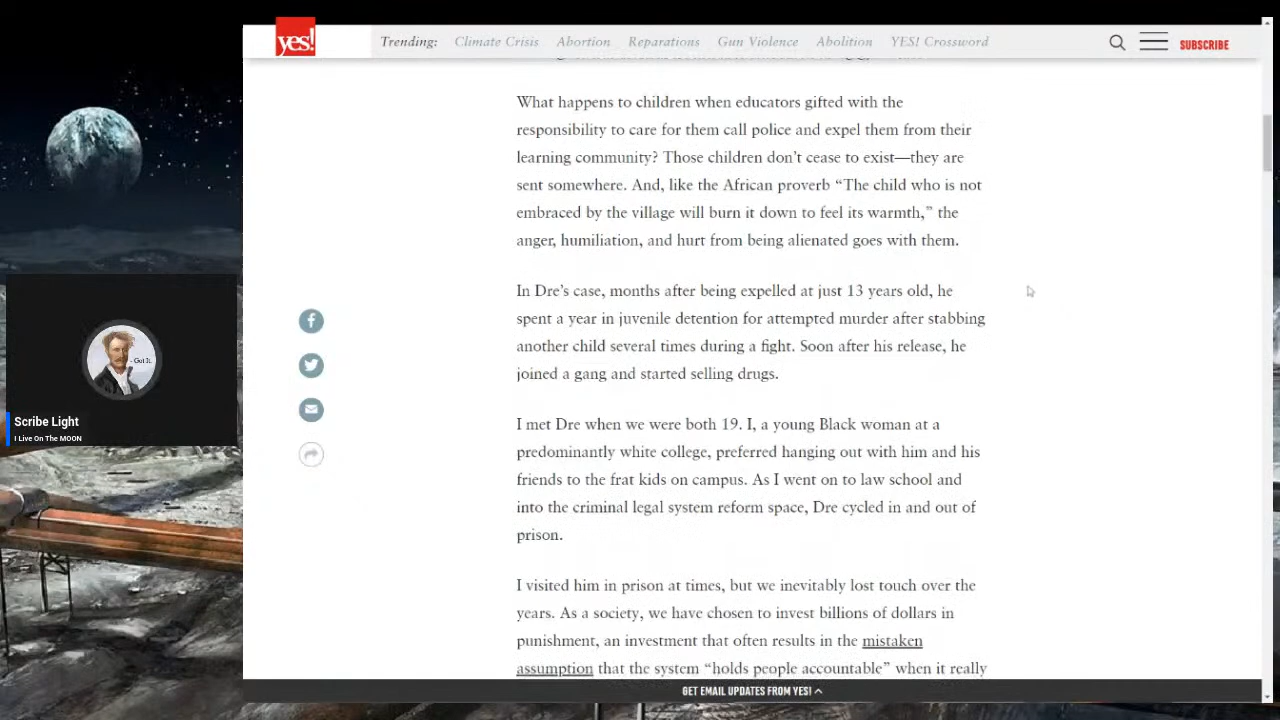 yes!
Trending: Climate Crisis Abortion Reparations Gun Violence Abolition YES! Crossword
SUBSCRIBE
What happens to children when educators gifted with the
responsibility to care for them call police and expel them from their
learning community? Those children don’t cease to exist—they are
sent somewhere. And, like the African proverb “The child who is not
embraced by the village will burn it down to feel its warmth,” the
anger, humiliation, and hurt from being alienated goes with them.
In Dre’s case, months after being expelled at just 13 years old, he
spent a year in juvenile detention for attempted murder after stabbing
another child several times during a fight. Soon after his release, he
joined a gang and started selling drugs.
I met Dre when we were both 19. I, a young Black woman at a
predominantly white college, preferred hanging out with him and his
friends to the frat kids on campus. As I went on to law school and
into the criminal legal system reform space, Dre cycled in and out of
prison.
I visited him in prison at times, but we inevitably lost touch over the
years. As a society, we have chosen to invest billions of dollars in
punishment, an investment that often results in the mistaken
assumption that the system “holds people accountable” when it really
GET EMAIL UPDATES FROM YES!
- Got It.
Scribe Light
I Live On The MOON